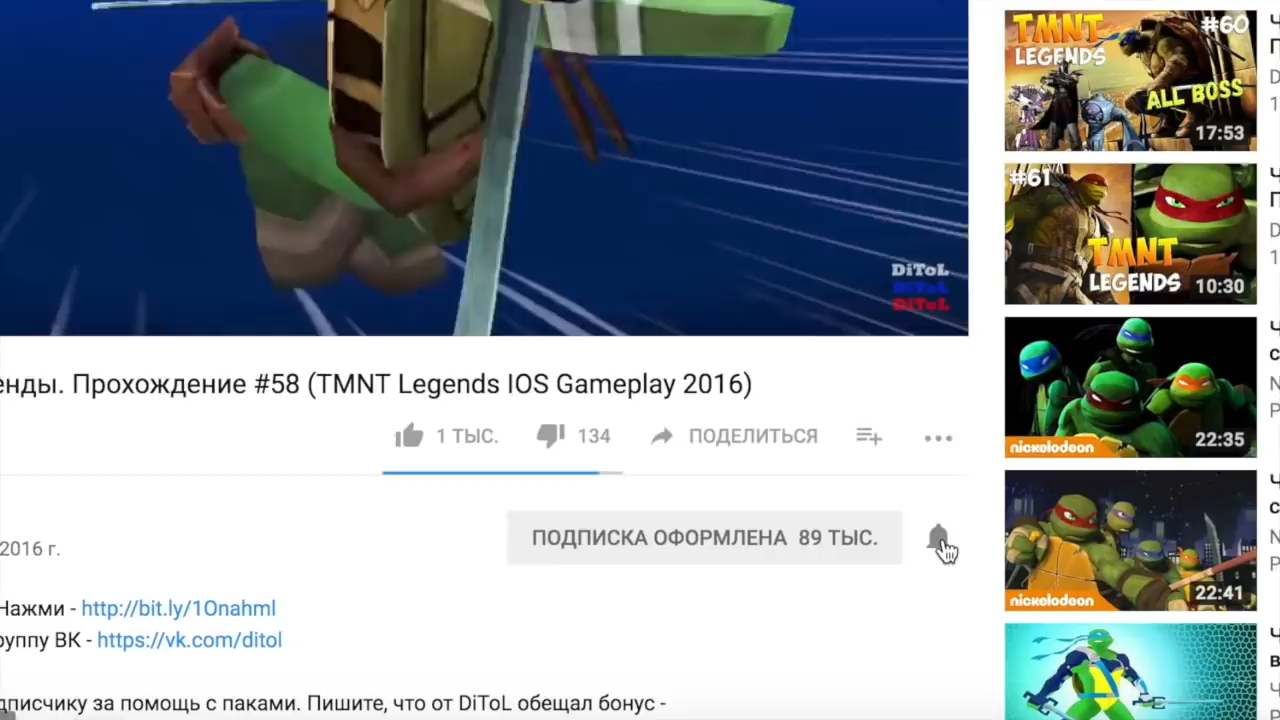 DiToL
DiToL
DiToL
енды. Прохождение #58 (TMNT Legends IOS Gameplay 2016)
1 ТЫС.
134
ПОДЕЛИТЬСЯ
2016 г.
ПОДПИСКА ОФОРМЛЕНА 89 ТЫС.
Нажми - http://bit.ly/1Onahml
руппу ВК - https://vk.com/ditol
дписчику за помощь с паками. Пишите, что от DiToL обещал бонус -
TMNT
LEGENDS
#60
ALL BOSS
17:53
#61
TMNT
LEGENDS
10:30
nickelodeon
22:35
nickelodeon
22:41